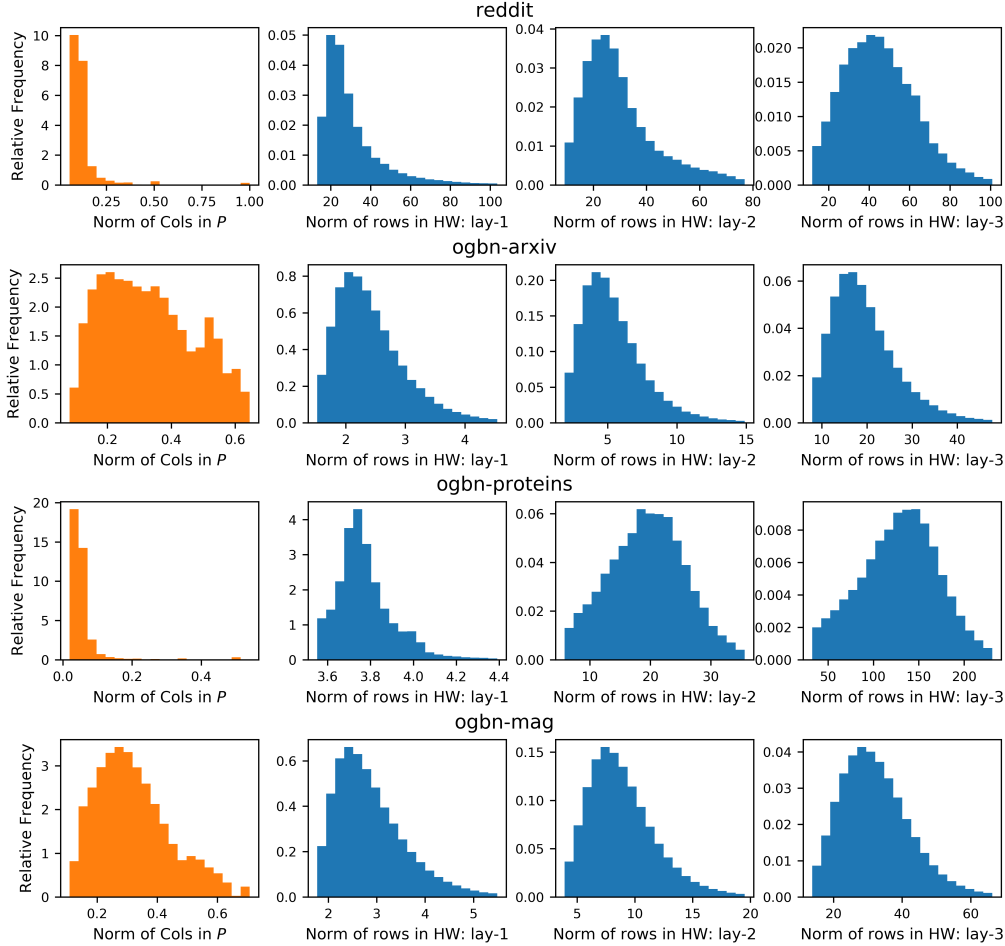 reddit
Relative Frequency
10
8
6
4
2
0
0.25 0.50 0.75 1.00
Norm of Cols in P
0.05
0.04
0.03
0.02
0.01
0.00
20 40 60 80 100
Norm of rows in HW: lay-1
0.04
0.03
0.02
0.01
0.00
20 40 60 80
Norm of rows in HW: lay-2
0.020
0.015
0.010
0.005
0.000
20 40 60 80 100
Norm of rows in HW: lay-3
ogbn-arxiv
Relative Frequency
2.5
2.0
1.5
1.0
0.5
0.0
0.2 0.4 0.6
Norm of Cols in P
0.8
0.6
0.4
0.2
0.0
2 3 4
Norm of rows in HW: lay-1
0.20
0.15
0.10
0.05
0.00
5 10 15
Norm of rows in HW: lay-2
0.06
0.04
0.02
0.00
10 20 30 40
Norm of rows in HW: lay-3
ogbn-proteins
Relative Frequency
20
15
10
5
0
0.0 0.2 0.4
Norm of Cols in P
4
3
2
1
0
3.6 3.8 4.0 4.2 4.4
Norm of rows in HW: lay-1
0.06
0.04
0.02
0.00
10 20 30
Norm of rows in HW: lay-2
0.008
0.006
0.004
0.002
0.000
50 100 150 200
Norm of rows in HW: lay-3
ogbn-mag
Relative Frequency
3
2
1
0
0.2 0.4 0.6
Norm of Cols in P
0.6
0.4
0.2
0.0
2 3 4 5
Norm of rows in HW: lay-1
0.15
0.10
0.05
0.00
5 10 15 20
Norm of rows in HW: lay-2
0.04
0.03
0.02
0.01
0.00
20 40 60
Norm of rows in HW: lay-3